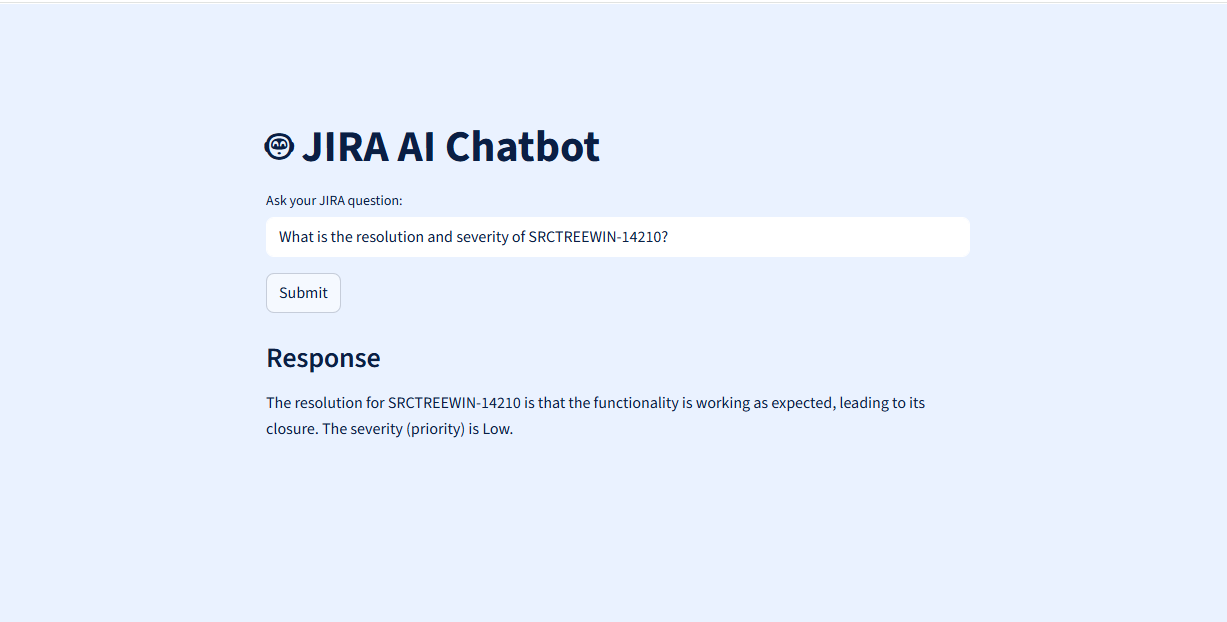 JIRA AI Chatbot
Ask your JIRA question:
What is the resolution and severity of SRCTREEWIN-14210?
Submit
Response
The resolution for SRCTREEWIN-14210 is that the functionality is working as expected, leading to its
closure. The severity (priority) is Low.